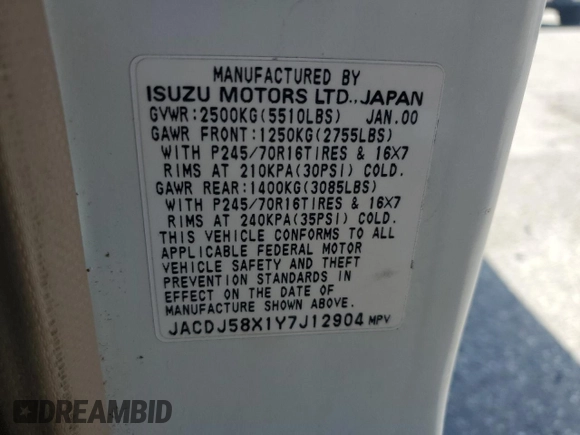 MANUFACTURED BY
ISUZU MOTORS LTD., JAPAN
GVWR:2500KG(5510LBS) JAN.00
GAWR FRONT:1250KG(2755LBS)
WITH P245/70R16TIRES & 16X7
RIMS AT 210KPA(30PSI) COLD.
GAWR REAR:1400KG(3085LBS)
WITH P245/70R16TIRES & 16X7
RIMS AT 240KPA(35PSI) COLD.
THIS VEHICLE CONFORMS TO ALL
APPLICABLE FEDERAL MOTOR
VEHICLE SAFETY AND THEFT
PREVENTION STANDARDS IN
EFFECT ON THE DATE OF
MANUFACTURE SHOWN ABOVE.
JACDJ58X1Y7J12904 MPV
DREAMBID